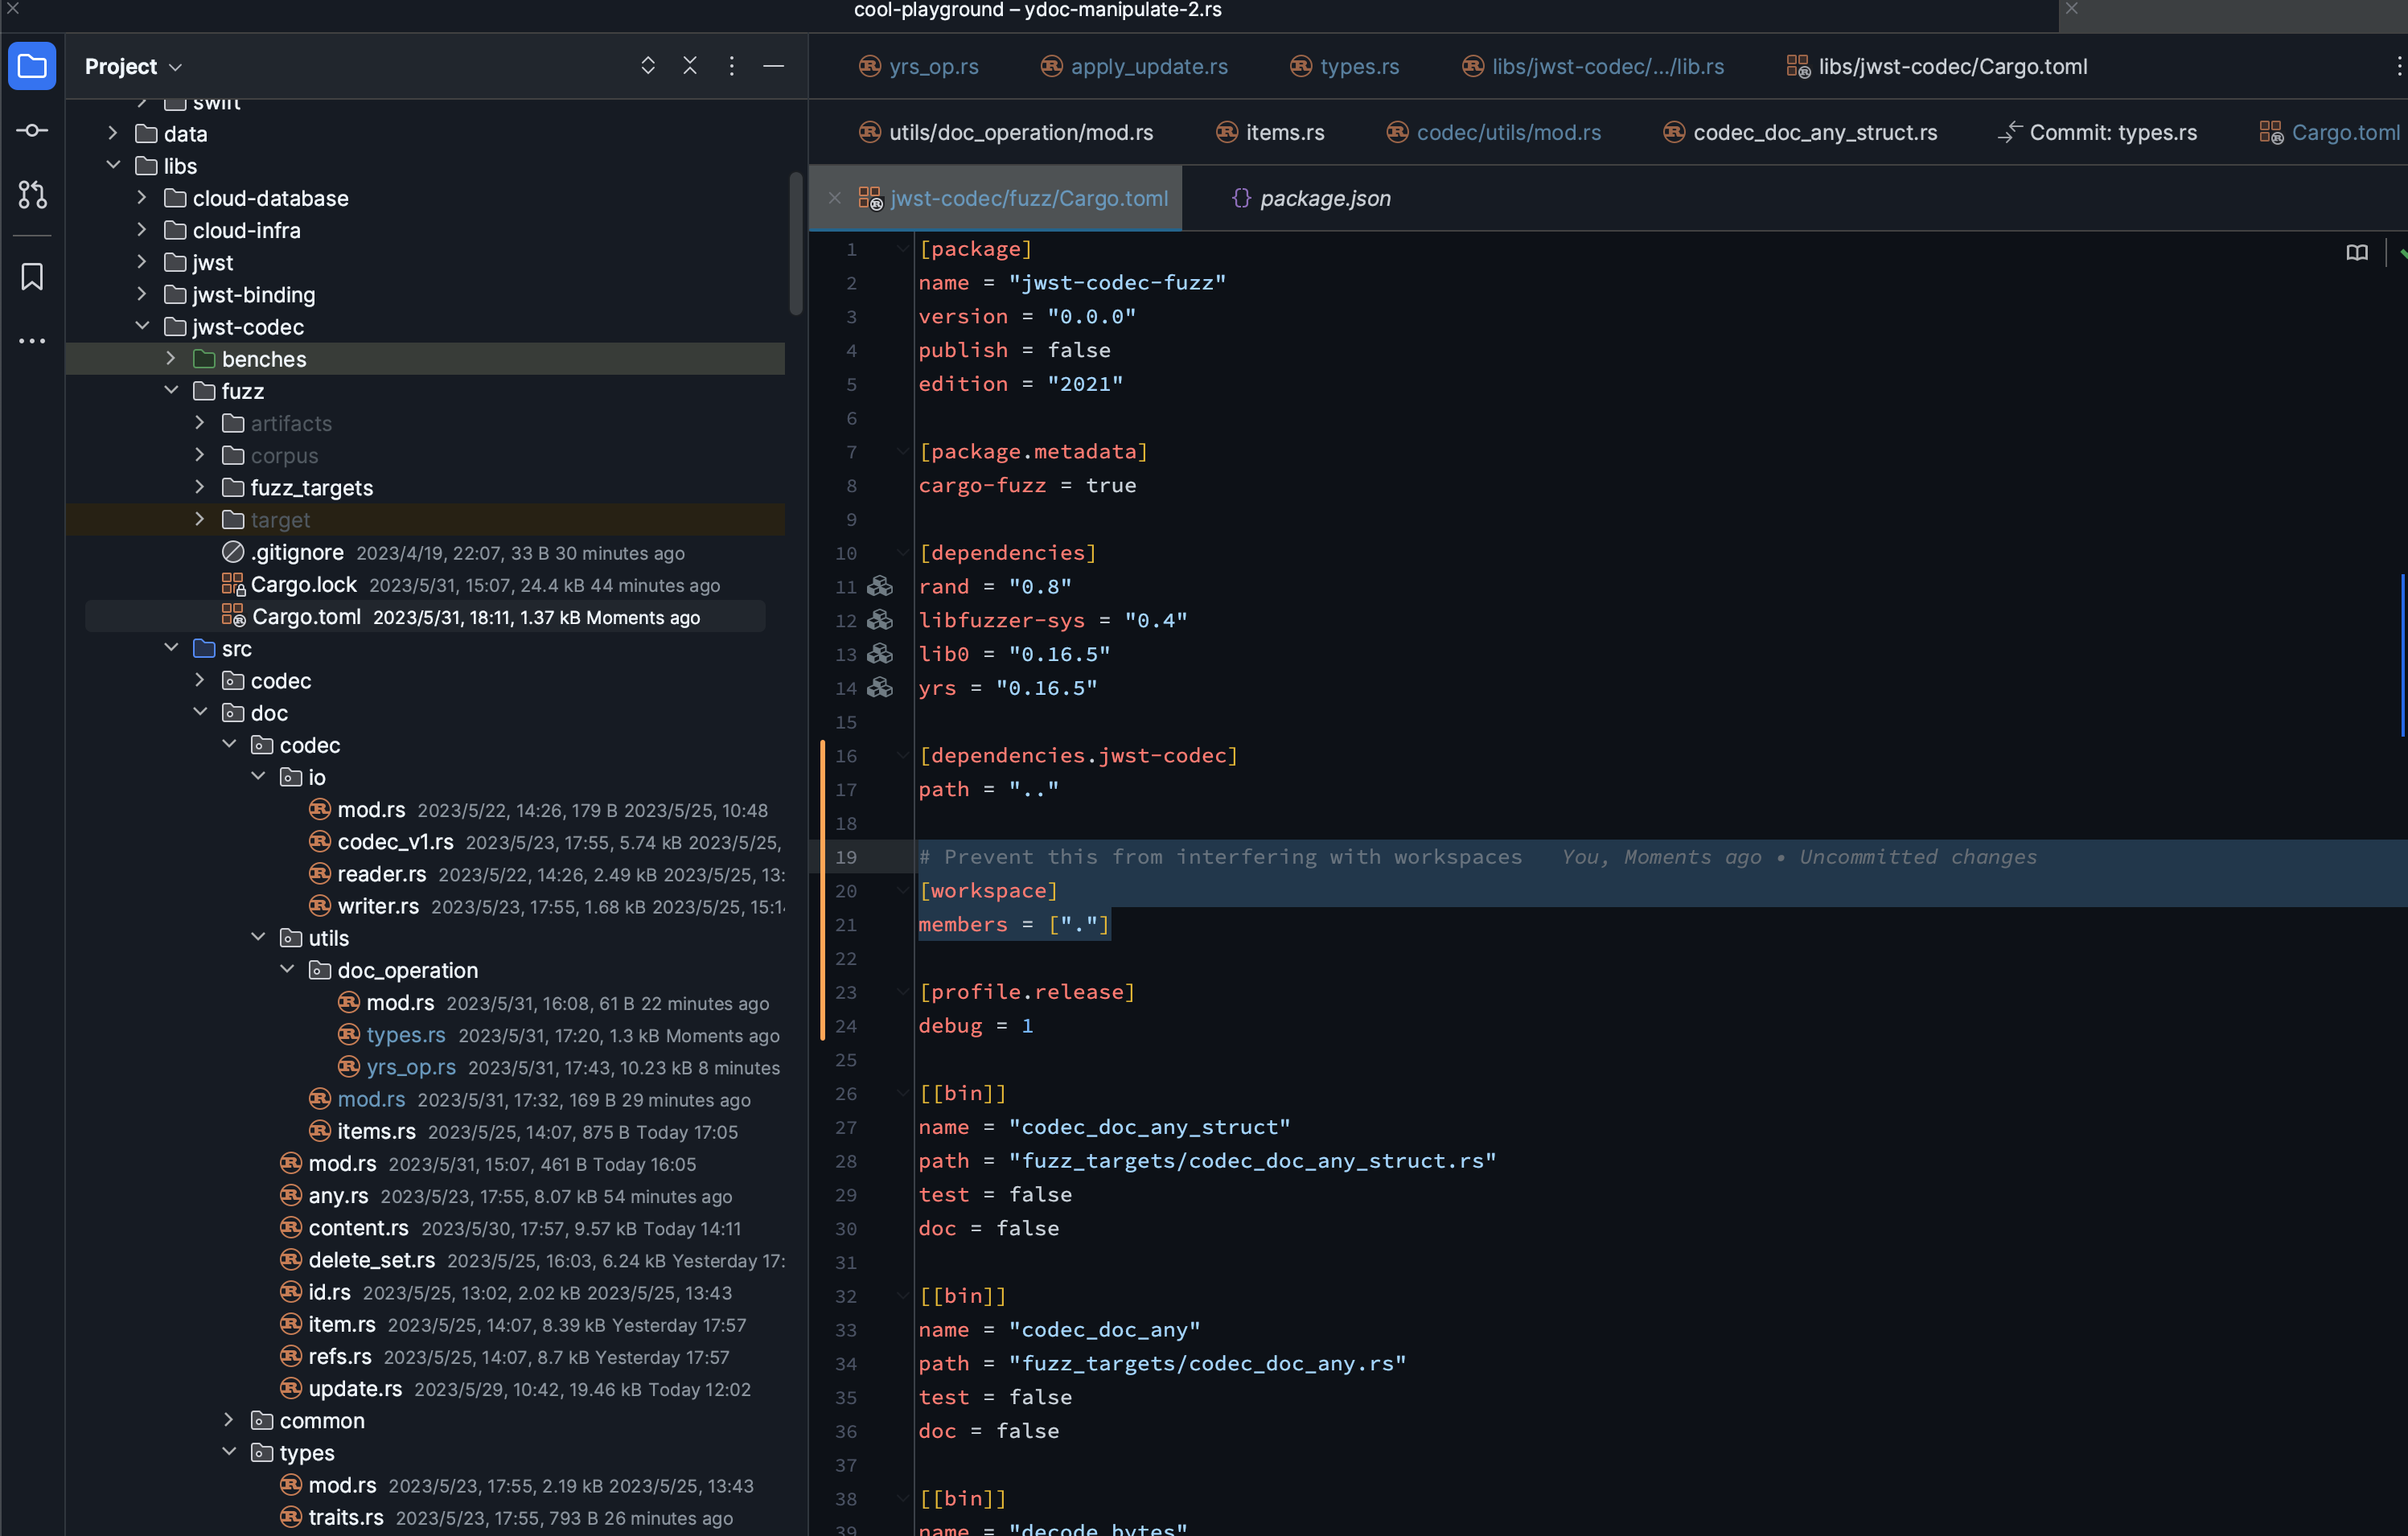 cool-playground – ydoc-manipulate-2.rs
Project
swift
data
libs
cloud-database
cloud-infra
jwst
jwst-binding
jwst-codec
benches
fuzz
artifacts
corpus
fuzz_targets
target
.gitignore 2023/4/19, 22:07, 33 B 30 minutes ago
Cargo.lock 2023/5/31, 15:07, 24.4 kB 44 minutes ago
Cargo.toml 2023/5/31, 18:11, 1.37 kB Moments ago
src
codec
doc
codec
io
mod.rs 2023/5/22, 14:26, 179 B 2023/5/25, 10:48
codec_v1.rs 2023/5/23, 17:55, 5.74 kB 2023/5/25,
reader.rs 2023/5/22, 14:26, 2.49 kB 2023/5/25, 13:
writer.rs 2023/5/23, 17:55, 1.68 kB 2023/5/25, 15:14
utils
doc_operation
mod.rs 2023/5/31, 16:08, 61 B 22 minutes ago
types.rs 2023/5/31, 17:20, 1.3 kB Moments ago
yrs_op.rs 2023/5/31, 17:43, 10.23 kB 8 minutes
mod.rs 2023/5/31, 17:32, 169 B 29 minutes ago
items.rs 2023/5/25, 14:07, 875 B Today 17:05
mod.rs 2023/5/31, 15:07, 461 B Today 16:05
any.rs 2023/5/23, 17:55, 8.07 kB 54 minutes ago
content.rs 2023/5/30, 17:57, 9.57 kB Today 14:11
delete_set.rs 2023/5/25, 16:03, 6.24 kB Yesterday 17:
id.rs 2023/5/25, 13:02, 2.02 kB 2023/5/25, 13:43
item.rs 2023/5/25, 14:07, 8.39 kB Yesterday 17:57
refs.rs 2023/5/25, 14:07, 8.7 kB Yesterday 17:57
update.rs 2023/5/29, 10:42, 19.46 kB Today 12:02
common
types
mod.rs 2023/5/23, 17:55, 2.19 kB 2023/5/25, 13:43
traits.rs 2023/5/23, 17:55, 793 B 26 minutes ago
yrs_op.rs apply_update.rs types.rs libs/jwst-codec/.../lib.rs libs/jwst-codec/Cargo.toml
utils/doc_operation/mod.rs items.rs codec/utils/mod.rs codec_doc_any_struct.rs Commit: types.rs Cargo.toml
jwst-codec/fuzz/Cargo.toml {} package.json
1 [package]
2 name = "jwst-codec-fuzz"
3 version = "0.0.0"
4 publish = false
5 edition = "2021"
6
7 [package.metadata]
8 cargo-fuzz = true
9
10 [dependencies]
11 rand = "0.8"
12 libfuzzer-sys = "0.4"
13 lib0 = "0.16.5"
14 yrs = "0.16.5"
15
16 [dependencies.jwst-codec]
17 path = ".."
18
19 # Prevent this from interfering with workspaces You, Moments ago • Uncommitted changes
20 [workspace]
21 members = ["."]
22
23 [profile.release]
24 debug = 1
25
26 [[bin]]
27 name = "codec_doc_any_struct"
28 path = "fuzz_targets/codec_doc_any_struct.rs"
29 test = false
30 doc = false
31
32 [[bin]]
33 name = "codec_doc_any"
34 path = "fuzz_targets/codec_doc_any.rs"
35 test = false
36 doc = false
37
38 [[bin]]
39 name = "decode_bytes"